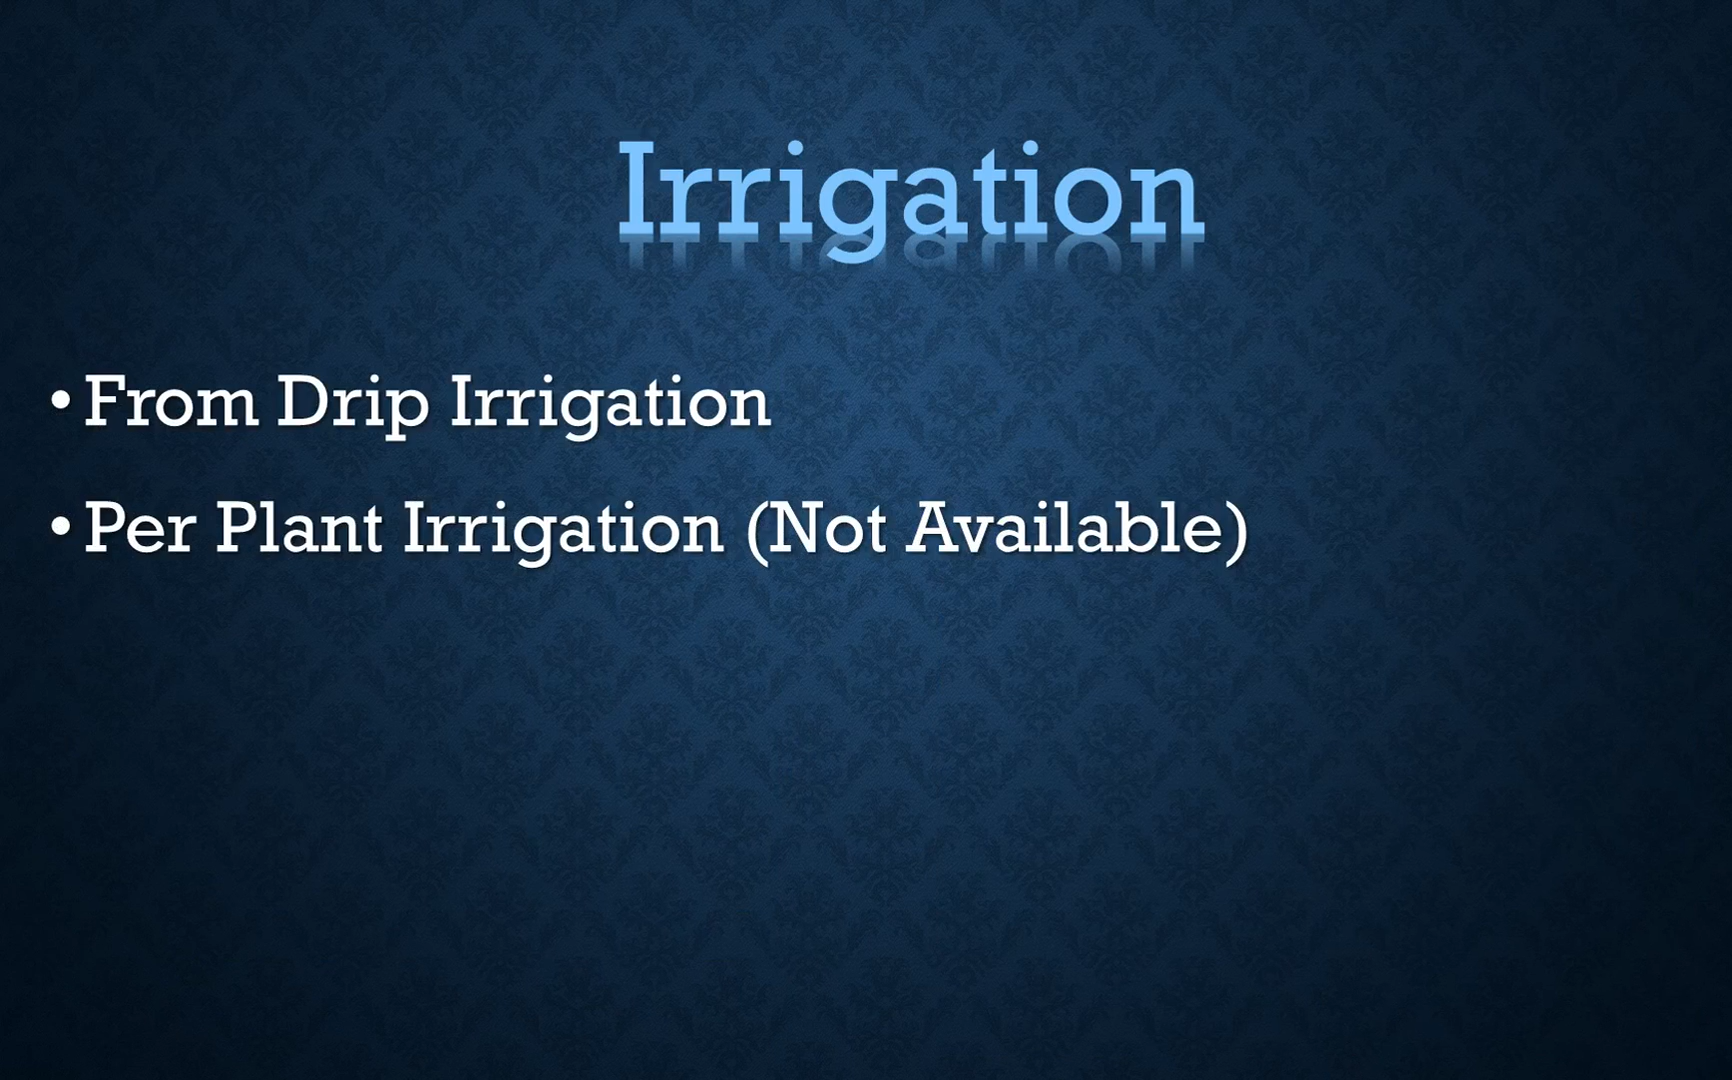 Irrigation
• From Drip Irrigation
• Per Plant Irrigation (Not Available)